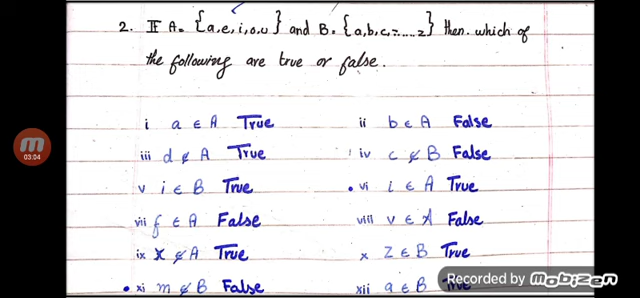 2. If A= {a,e,i,o,u} and B= {a,b,c,=.....z} then which of
the following are true or false.
i a ∈ A True ii b ∈ A False
iii d ∉ A True iv c ∉ B False
v i ∈ B True vi i ∈ A True
vii f ∈ A False viii v ∈ A False
ix x ∉ A True x Z ∈ B True
xi m ∉ B False xii a ∈ B True
03:04
Recorded by mobizen